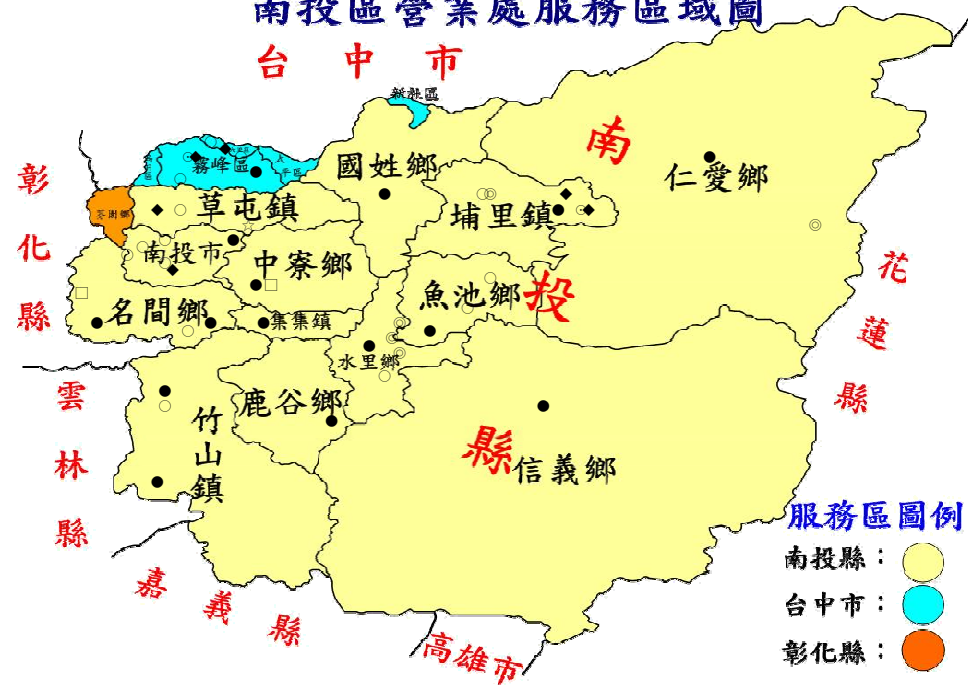 南投區營業處服務區域圖
台中市
新社區
霧峰區
國姓鄉
仁愛鄉
南
彰化縣
芬園鄉
草屯鎮
埔里鎮
南投市
中寮鄉
花蓮縣
魚池鄉
投
名間鄉
集集鎮
水里鄉
雲林縣
鹿谷鄉
竹山鎮
縣
信義鄉
服務區圖例
南投縣：
台中市：
彰化縣：
嘉義縣
高雄市